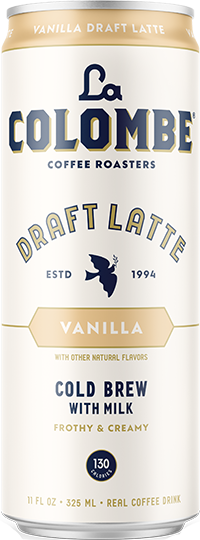 VANILLA DRAFT LATTE
La
COLOMBE®
COFFEE ROASTERS
DRAFT LATTE
ESTD 1994
VANILLA
WITH OTHER NATURAL FLAVORS
COLD BREW
WITH MILK
FROTHY & CREAMY
130
CALORIES
11 FL OZ • 325 ML • REAL COFFEE DRINK